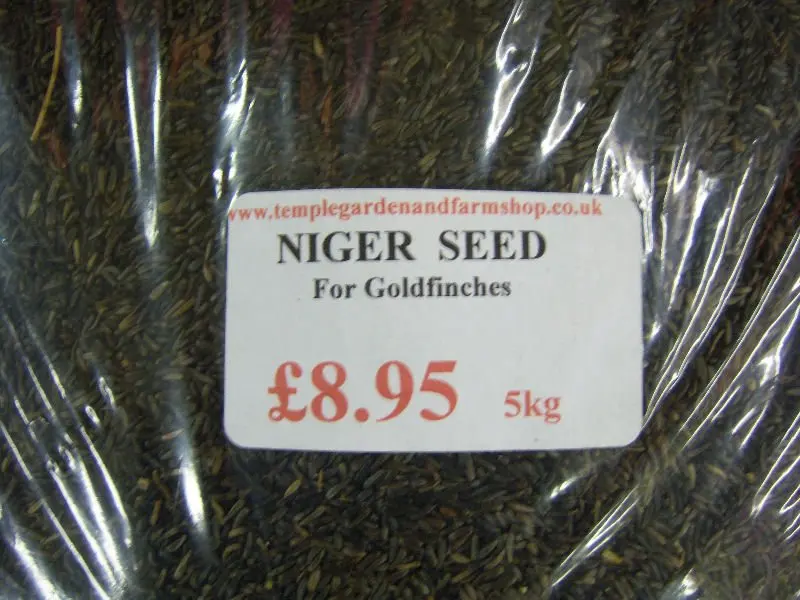 www.templegardenandfarmshop.co.uk
NIGER SEED
For Goldfinches
£8.95 5kg